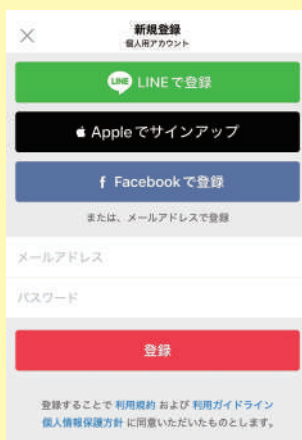 新規登録
個人用アカウント
LINE LINEで登録
Appleでサインアップ
f Facebookで登録
または、メールアドレスで登録
メールアドレス
パスワード
登録
登録することで 利用規約 および 利用ガイドライン
個人情報保護方針 に同意いただいたものとします。